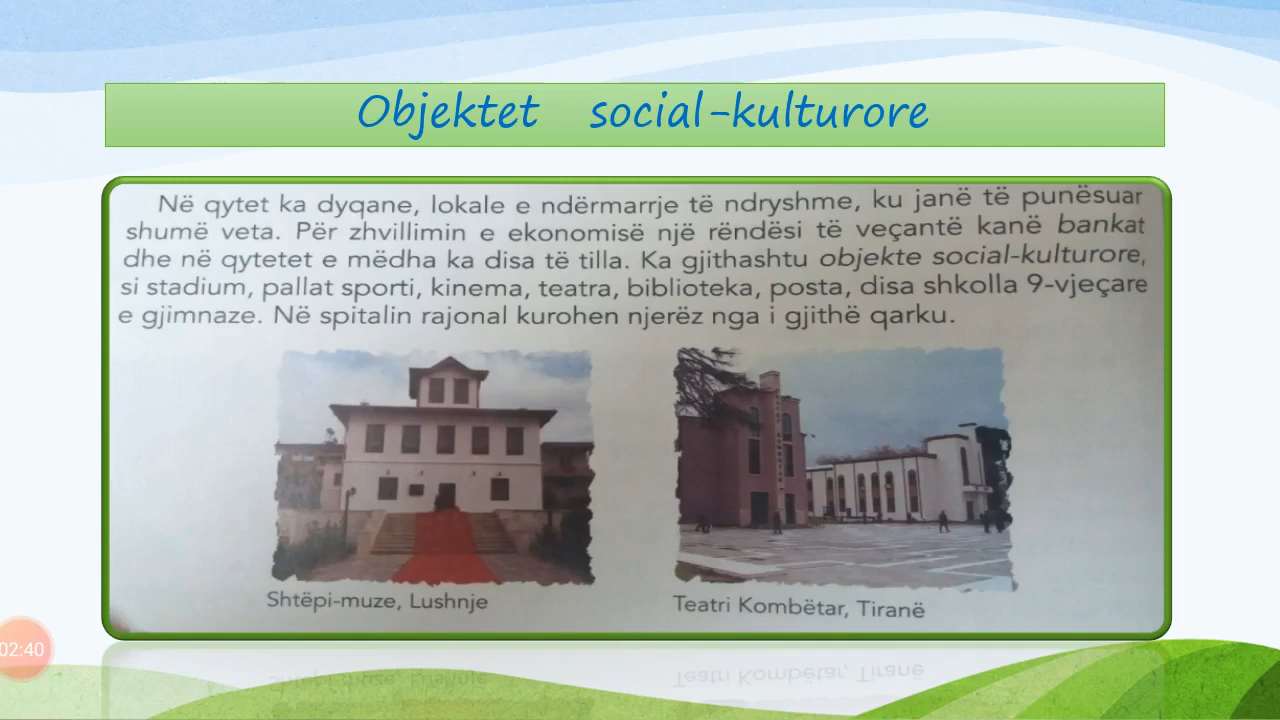 Objektet social-kulturore
Në qytet ka dyqane, lokale e ndërmarrje të ndryshme, ku janë të punësuar
shumë veta. Për zhvillimin e ekonomisë një rëndësi të veçantë kanë bankat
dhe në qytetet e mëdha ka disa të tilla. Ka gjithashtu objekte social-kulturore,
si stadium, pallat sporti, kinema, teatra, biblioteka, posta, disa shkolla 9-vjeçare
e gjimnaze. Në spitalin rajonal kurohen njerëz nga i gjithë qarku.
Shtëpi-muze, Lushnje
Teatri Kombëtar, Tiranë
02:40